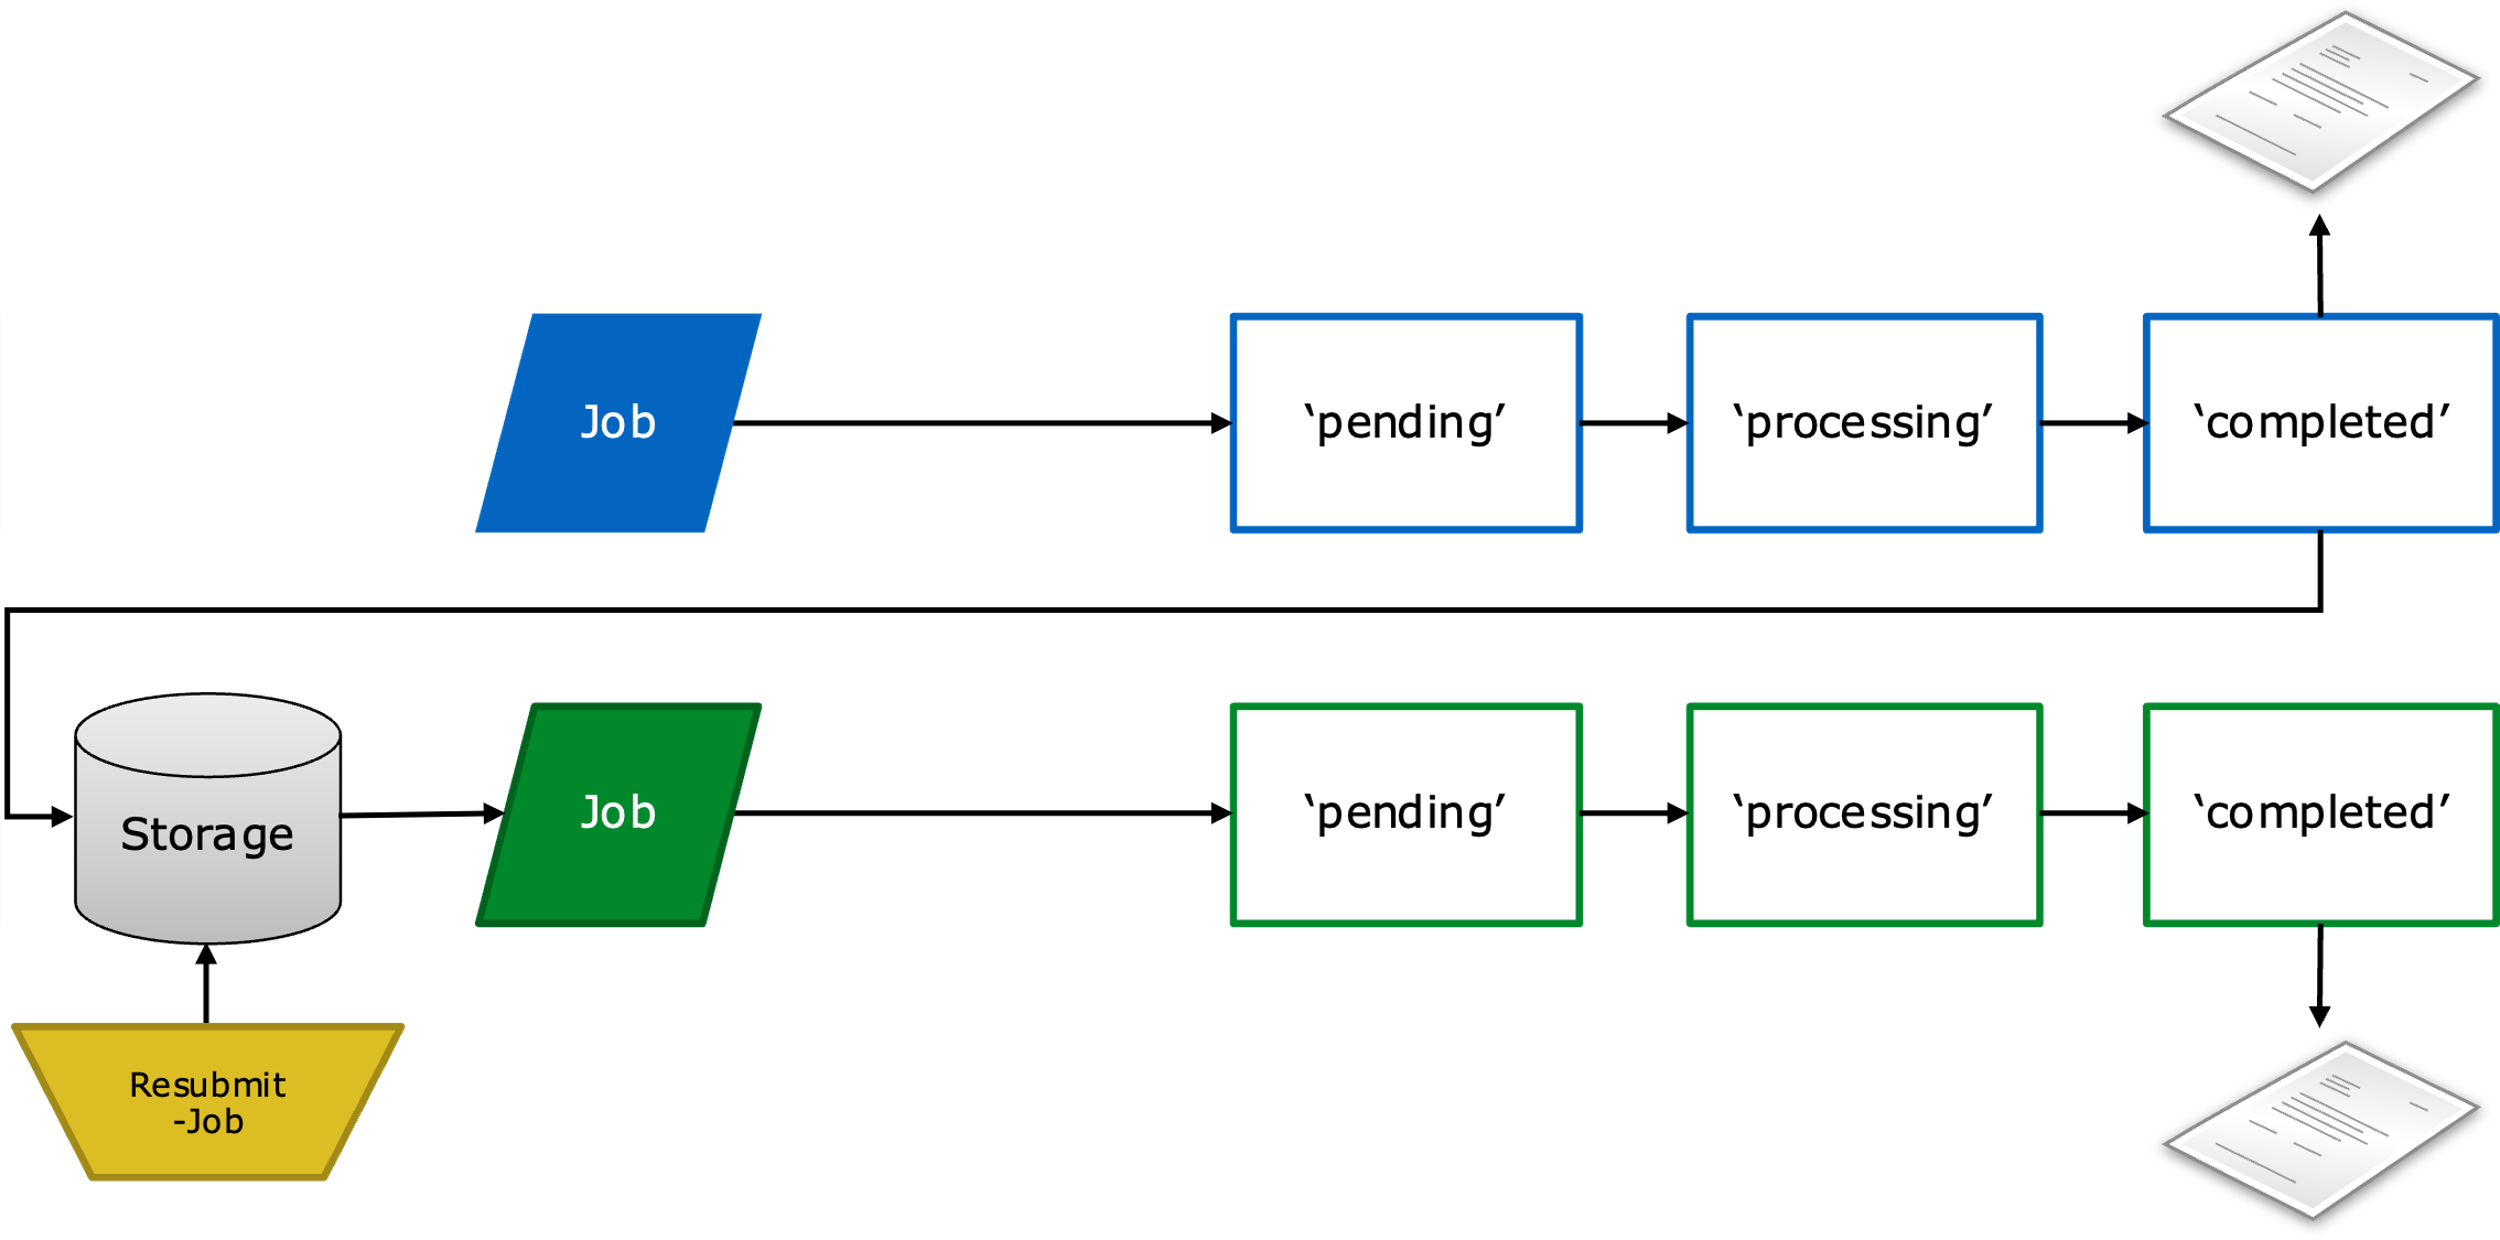 Job
‘pending’
‘processing’
‘completed’
Storage
Job
‘pending’
‘processing’
‘completed’
Resubmit
-Job